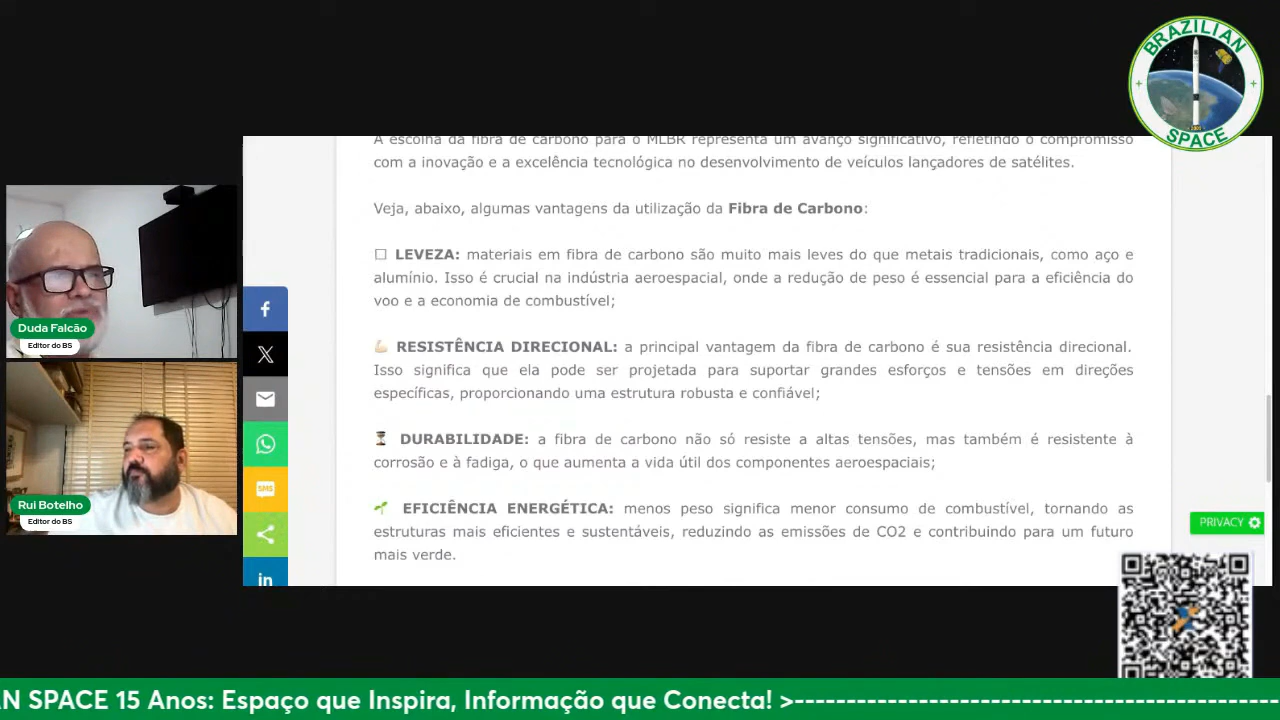 BRAZILIAN
SPACE
A escolha da fibra de carbono para o MLBR representa um avanço significativo, refletindo o compromisso
com a inovação e a excelência tecnológica no desenvolvimento de veículos lançadores de satélites.
Veja, abaixo, algumas vantagens da utilização da Fibra de Carbono:
LEVEZA: materiais em fibra de carbono são muito mais leves do que metais tradicionais, como aço e
alumínio. Isso é crucial na indústria aeroespacial, onde a redução de peso é essencial para a eficiência do
voo e a economia de combustível;
RESISTÊNCIA DIRECIONAL: a principal vantagem da fibra de carbono é sua resistência direcional.
Isso significa que ela pode ser projetada para suportar grandes esforços e tensões em direções
específicas, proporcionando uma estrutura robusta e confiável;
DURABILIDADE: a fibra de carbono não só resiste a altas tensões, mas também é resistente à
corrosão e à fadiga, o que aumenta a vida útil dos componentes aeroespaciais;
EFICIÊNCIA ENERGÉTICA: menos peso significa menor consumo de combustível, tornando as
estruturas mais eficientes e sustentáveis, reduzindo as emissões de CO2 e contribuindo para um futuro
mais verde.
Duda Falcão
Editor do BS
Rui Botelho
Editor do BS
SMS
in
PRIVACY
AN SPACE 15 Anos: Espaço que Inspira, Informação que Conecta! >------------------------------------------